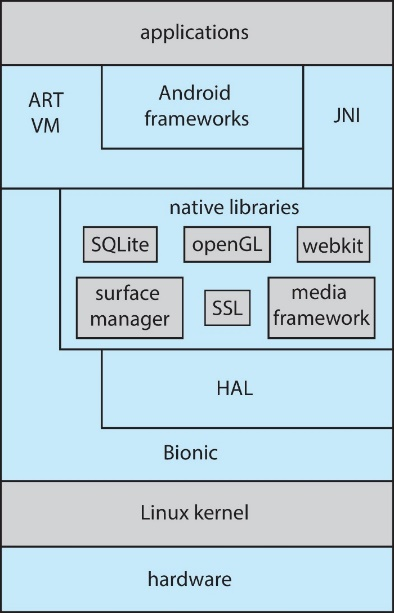 applications
ART
VM
Android
frameworks
JNI
native libraries
SQLite
openGL
webkit
surface
manager
SSL
media
framework
HAL
Bionic
Linux kernel
hardware